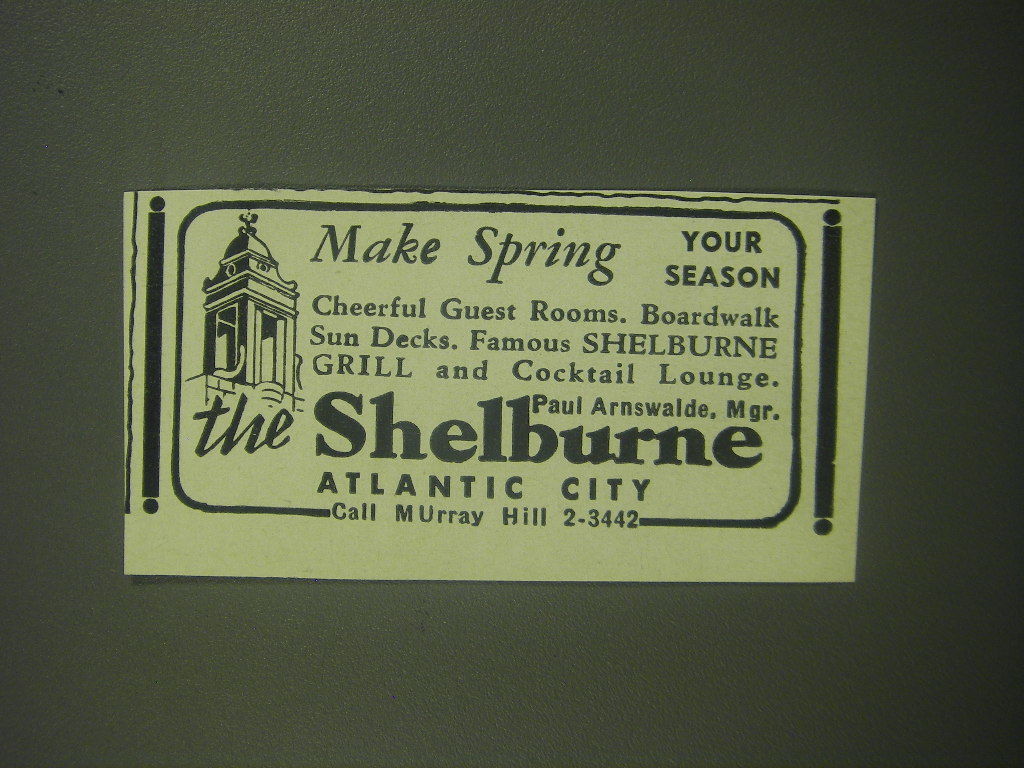 Make Spring YOUR SEASON
Cheerful Guest Rooms. Boardwalk
Sun Decks. Famous SHELBURNE
GRILL and Cocktail Lounge.
Paul Arnswalde, Mgr.
the Shelburne
ATLANTIC CITY
Call MUrray Hill 2-3442